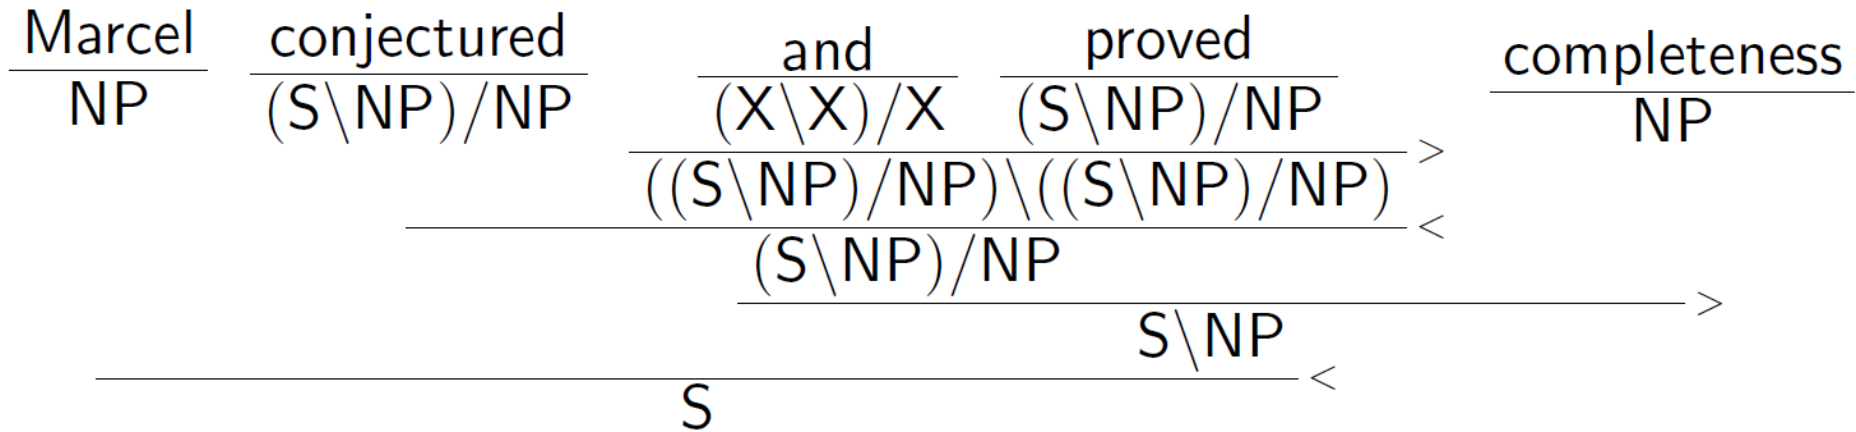 Marcel conjectured and proved completeness
NP (S\NP)/NP (X\X)/X (S\NP)/NP NP
>
((S\NP)/NP)\((S\NP)/NP)
<
(S\NP)/NP
>
S\NP
<
S